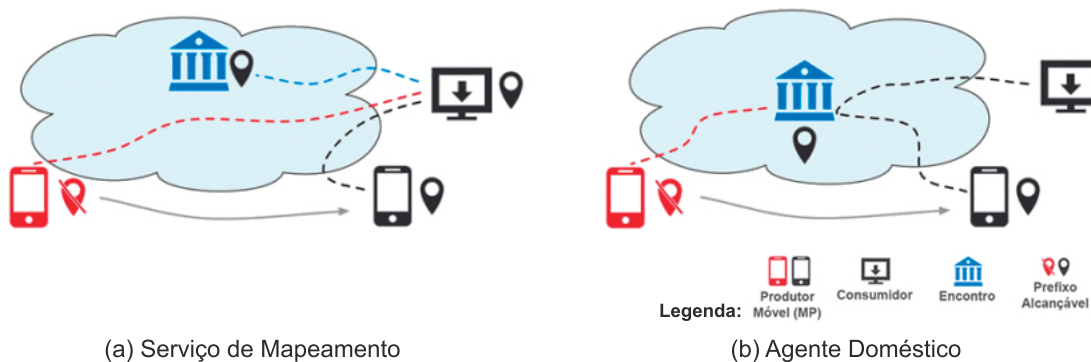 Legenda:
Produtor
Móvel (MP)
Consumidor
Encontro
Prefixo
Alcançável
(a) Serviço de Mapeamento
(b) Agente Doméstico